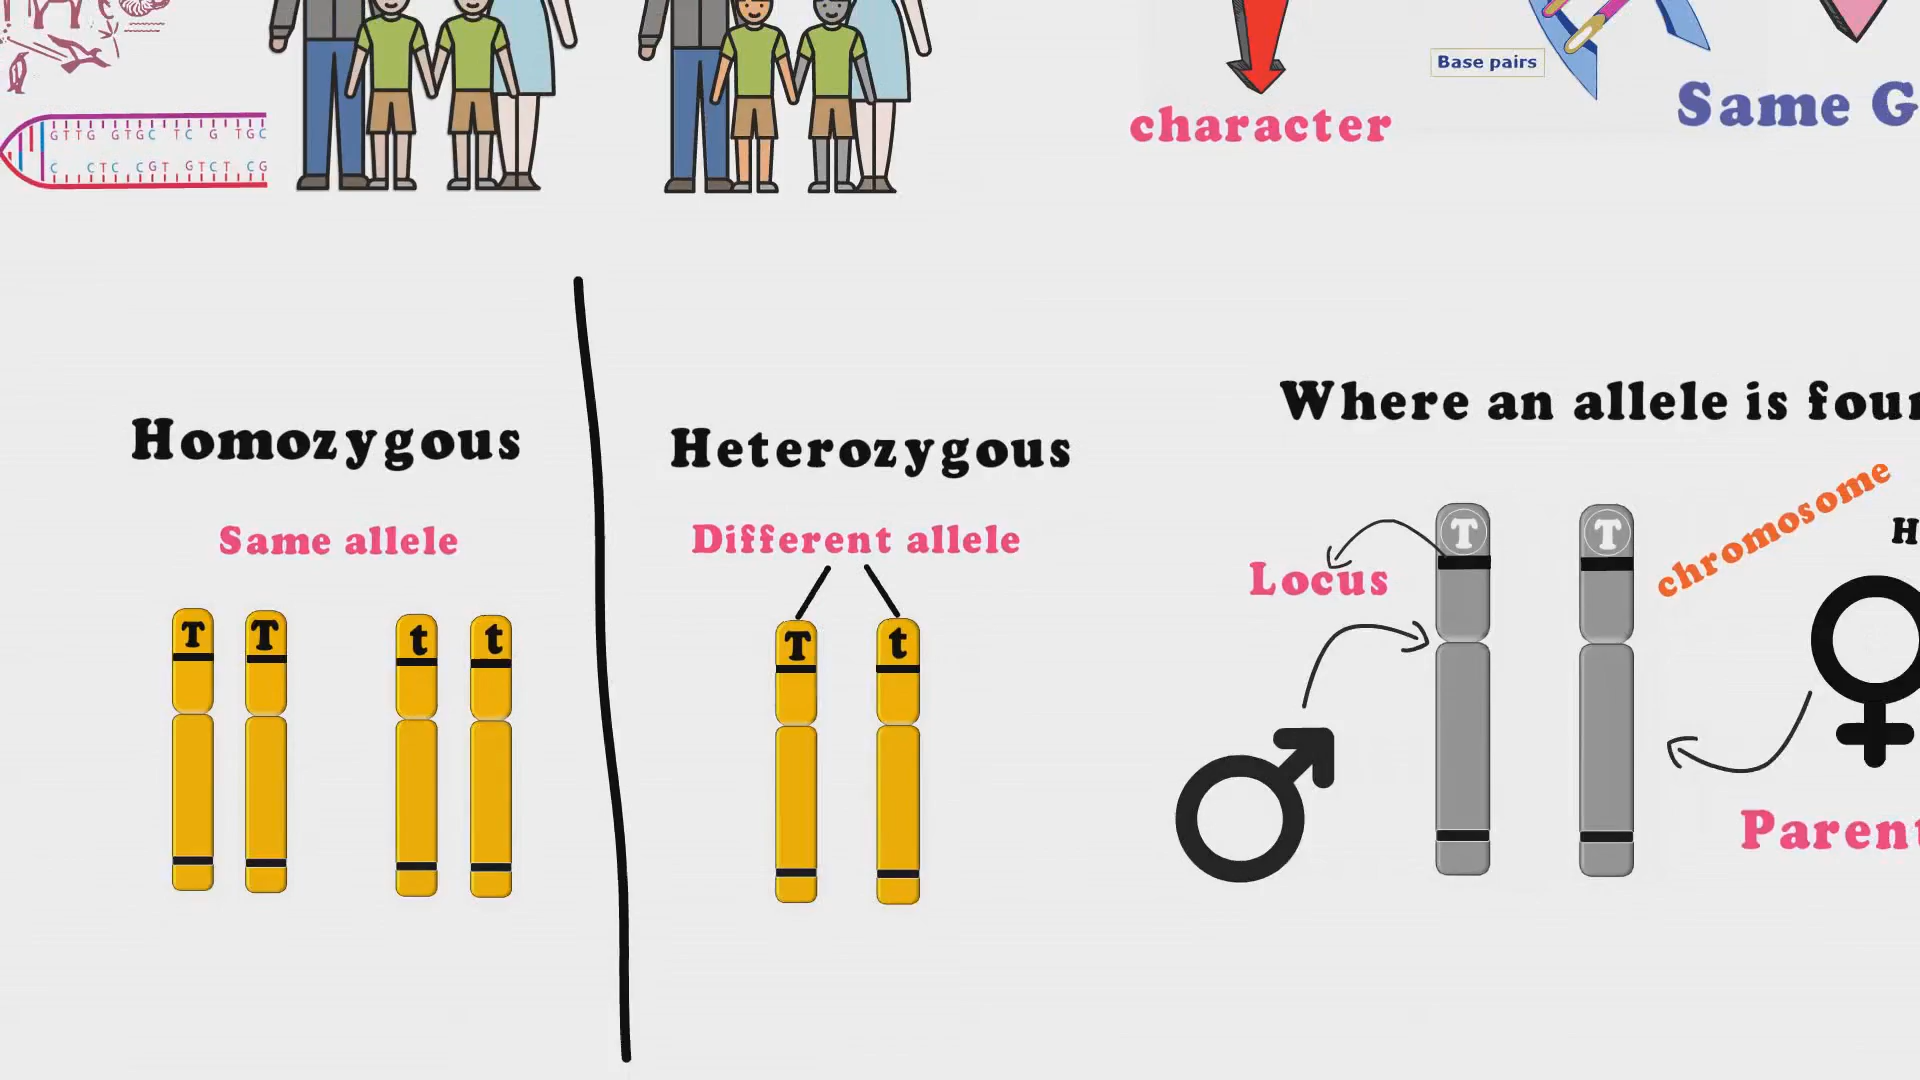 GTTG GTGC TC G TGC
C CTC CGT GTCT CG
Base pairs
character
Same G
Homozygous
Same allele
T T t t
Heterozygous
Different allele
T t
Where an allele is foun
chromosome
H
T T
Locus
Parent